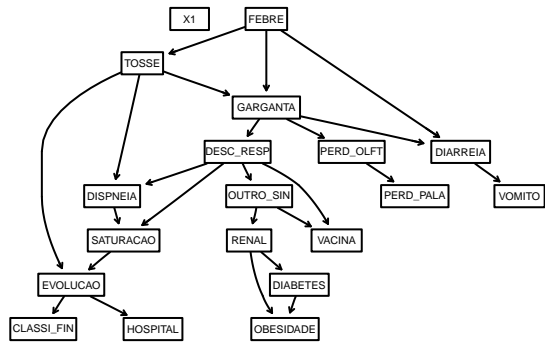 X1
FEBRE
TOSSE
GARGANTA
DESC_RESP
PERD_OLFT
DIARREIA
DISPNEIA
OUTRO_SIN
PERD_PALA
VOMITO
SATURACAO
RENAL
VACINA
EVOLUCAO
DIABETES
CLASSI_FIN
HOSPITAL
OBESIDADE